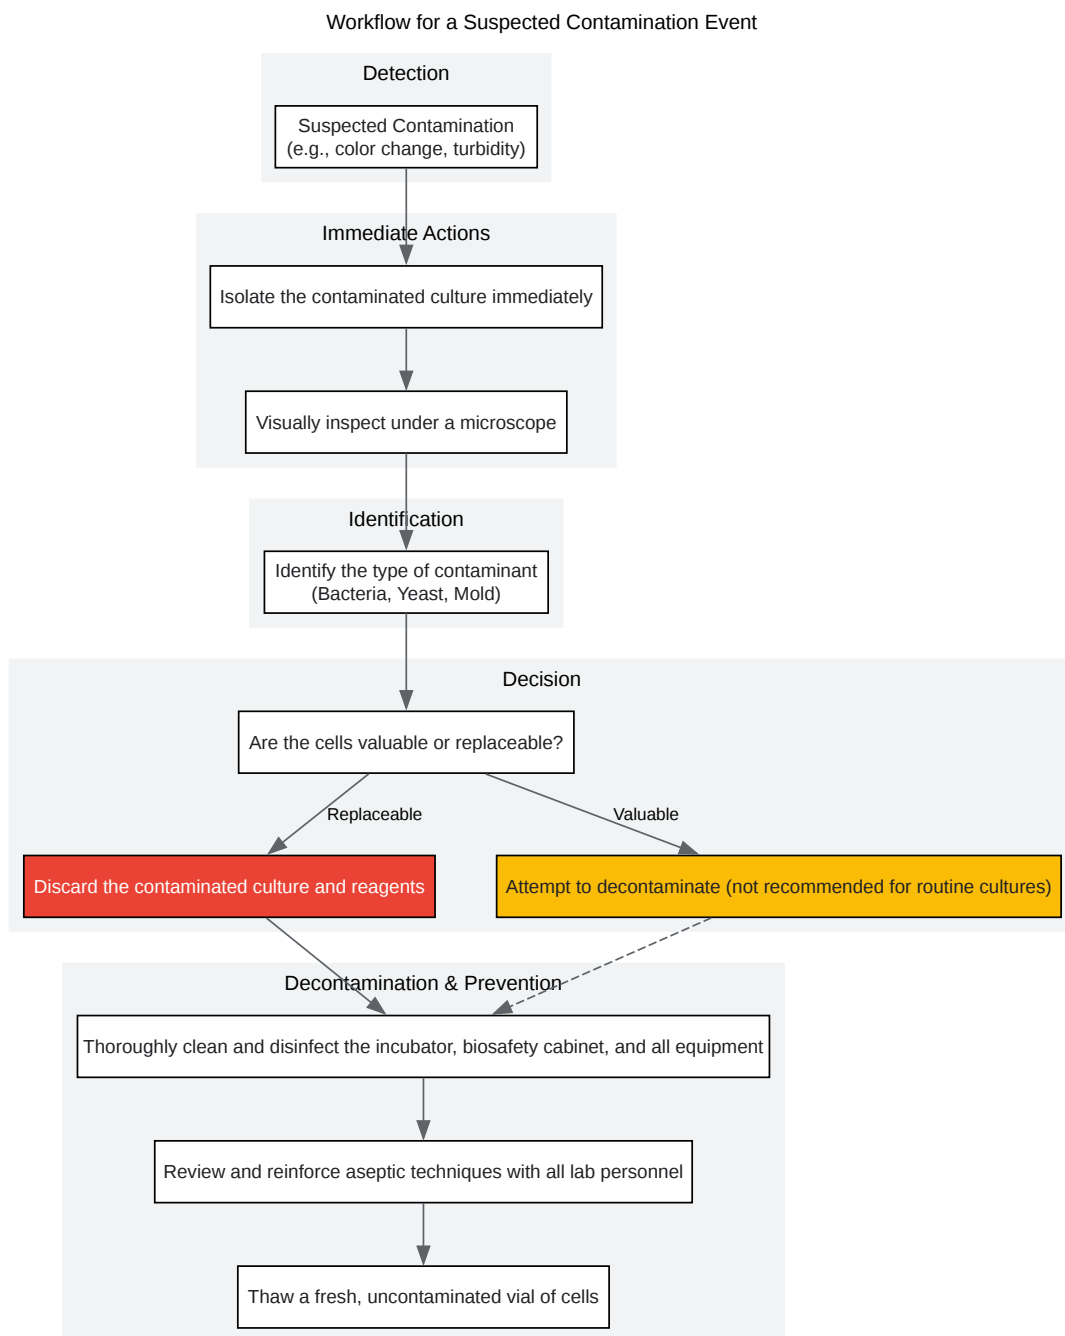 Workflow for a Suspected Contamination Event
Detection
Suspected Contamination
(e.g., color change, turbidity)
Immediate Actions
Isolate the contaminated culture immediately
Visually inspect under a microscope
Identification
Identify the type of contaminant
(Bacteria, Yeast, Mold)
Decision
Are the cells valuable or replaceable?
Replaceable
Valuable
Discard the contaminated culture and reagents
Attempt to decontaminate (not recommended for routine cultures)
Decontamination & Prevention
Thoroughly clean and disinfect the incubator, biosafety cabinet, and all equipment
Review and reinforce aseptic techniques with all lab personnel
Thaw a fresh, uncontaminated vial of cells